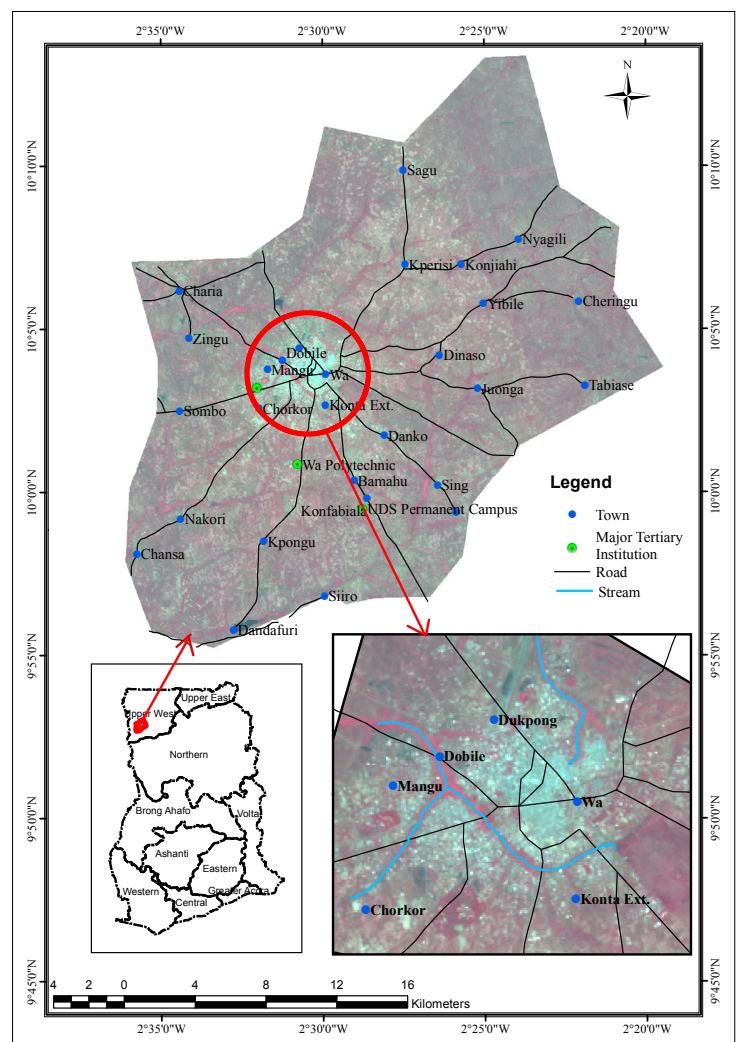 2°35'0"W 2°30'0"W 2°25'0"W 2°20'0"W
N
10°10'0"N 10°10'0"N
Sagu
Nyagili
Kperisi Konjiahi
Charia
Yibile Cheringu
10°5'0"N 10°5'0"N
Zingu
Dobile Dinaso
Mangu Wa
Juonga Tabiase
Sombo Chorkor Konta Ext.
Danko
Wa Polytechnic
Bamahu Sing
10°0'0"N 10°0'0"N
Konfabiala UDS Permanent Campus
Nakori
Kpongu
Chansa
Siiro
Dandafuri
Legend
Town
Major Tertiary
Institution
Road
Stream
9°55'0"N 9°55'0"N
Upper East
Upper West
Northern
Brong Ahafo
Volta
Ashanti
Eastern
Western
Greater Accra
Central
Dukpong
Dobile
Mangu
Wa
Konta Ext.
Chorkor
9°50'0"N 9°50'0"N
9°45'0"N 9°45'0"N
4 2 0 4 8 12 16
Kilometers
2°35'0"W 2°30'0"W 2°25'0"W 2°20'0"W